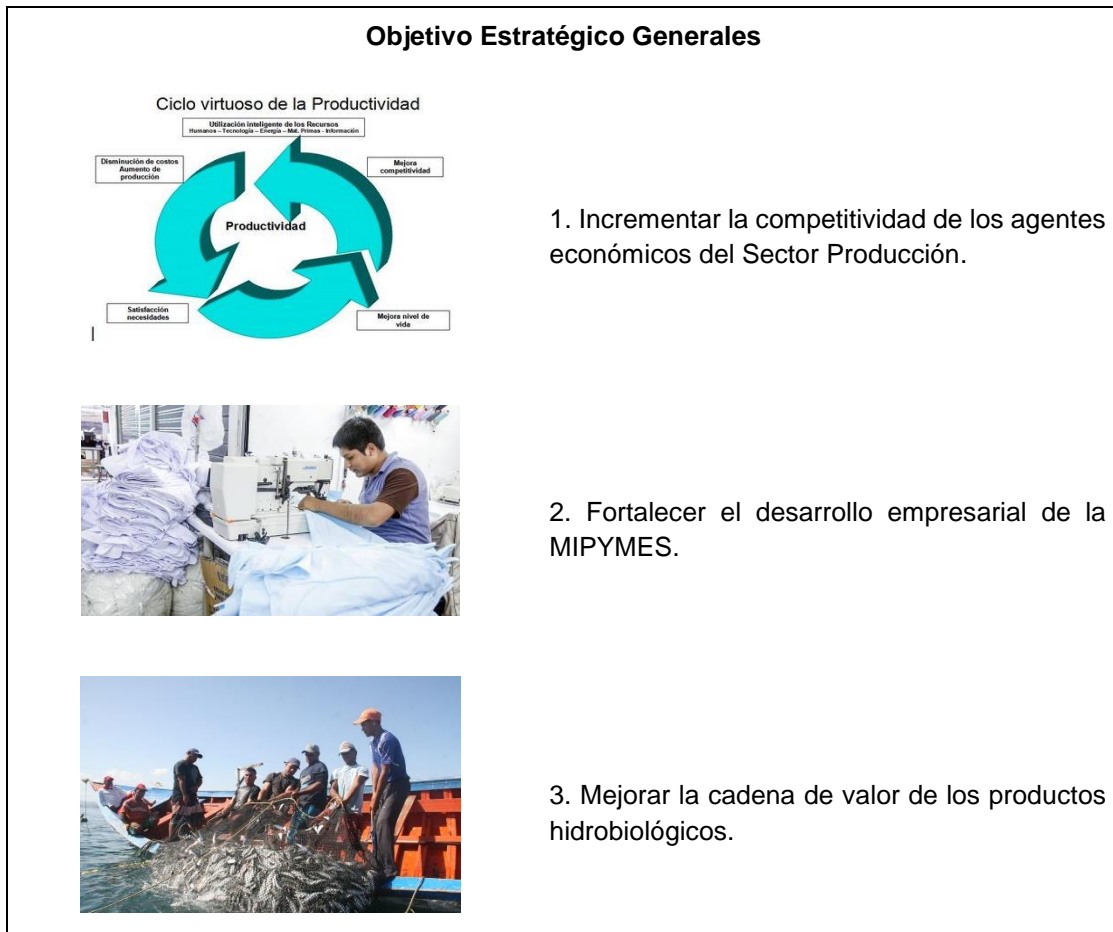 Objetivo Estratégico Generales
Ciclo virtuoso de la Productividad
Utilización inteligente de los Recursos
Humanos – Tecnología – Energía – Mat. Primas - Información
Disminución de costos
Aumento de
producción
Mejora
competitividad
Productividad
Satisfacción
necesidades
Mejora nivel de
vida
1. Incrementar la competitividad de los agentes
económicos del Sector Producción.
2. Fortalecer el desarrollo empresarial de la
MIPYMES.
3. Mejorar la cadena de valor de los productos
hidrobiológicos.